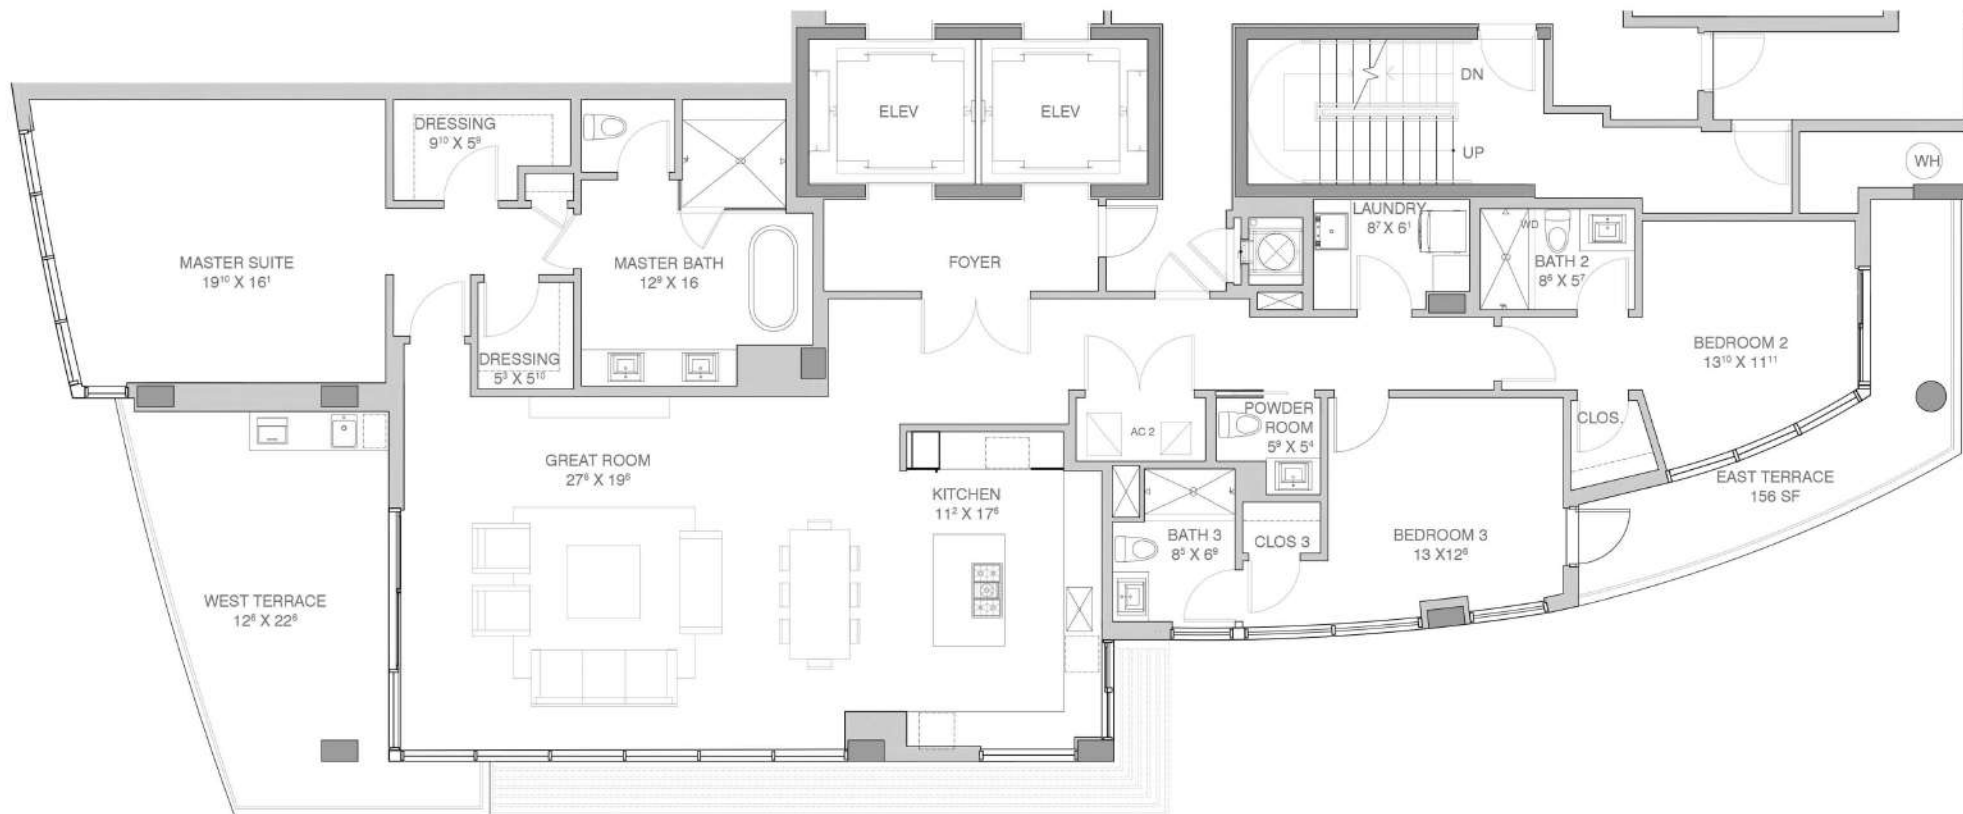 ELEV
ELEV
DN
UP
WH
DRESSING
9¹⁰ X 5⁹
MASTER SUITE
19¹⁰ X 16¹
MASTER BATH
12⁹ X 16
FOYER
LAUNDRY
8⁷ X 6¹
WD
BATH 2
8⁶ X 5⁷
BEDROOM 2
13¹⁰ X 11¹¹
DRESSING
5³ X 5¹⁰
GREAT ROOM
27⁶ X 19⁶
KITCHEN
11² X 17⁶
AC 2
POWDER
ROOM
5⁹ X 5⁴
CLOS.
EAST TERRACE
156 SF
BATH 3
8⁵ X 6⁹
CLOS 3
BEDROOM 3
13 X12⁶
WEST TERRACE
12⁶ X 22⁶